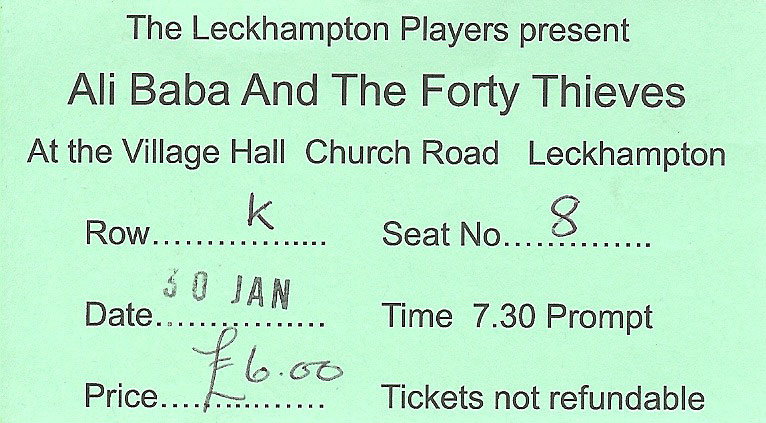 The Leckhampton Players present
Ali Baba And The Forty Thieves
At the Village Hall Church Road Leckhampton
Row.................... K Seat No.............. 8
Date.................... 30 JAN Time 7.30 Prompt
Price.................... £6.00 Tickets not refundable